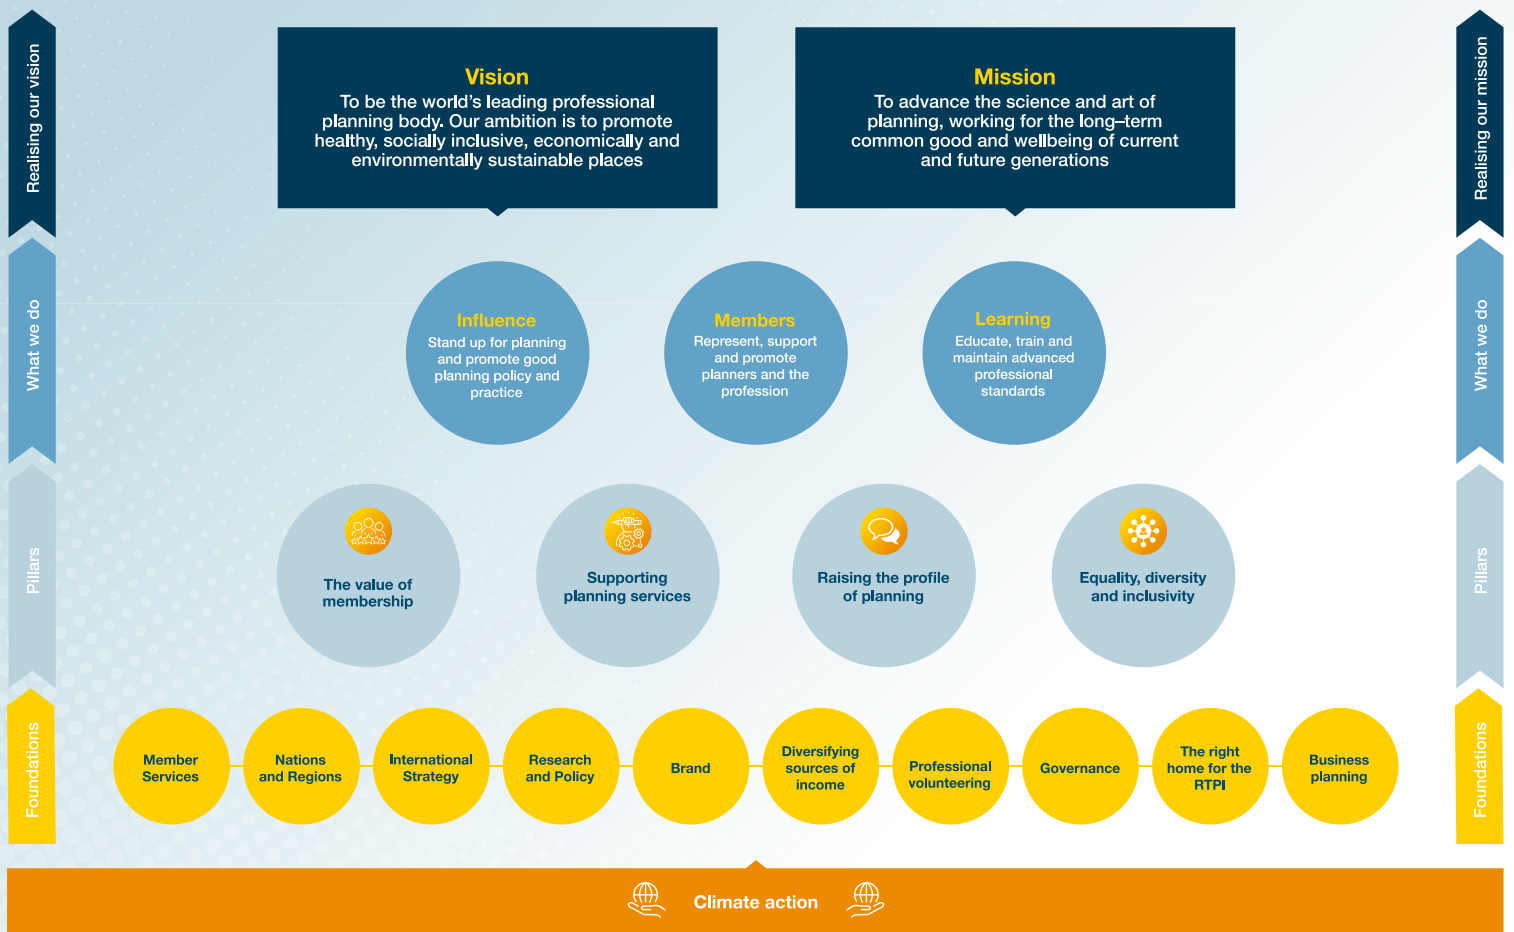 Realising our vision
Vision
To be the world's leading professional
planning body. Our ambition is to promote
healthy, socially inclusive, economically and
environmentally sustainable places
Mission
To advance the science and art of
planning, working for the long–term
common good and wellbeing of current
and future generations
Realising our mission
What we do
Influence
Stand up for planning
and promote good
planning policy and
practice
Members
Represent, support
and promote
planners and the
profession
Learning
Educate, train and
maintain advanced
professional
standards
What we do
Pillars
The value of
membership
Supporting
planning services
Raising the profile
of planning
Equality, diversity
and inclusivity
Pillars
Foundations
Member
Services
Nations
and Regions
International
Strategy
Research
and Policy
Brand
Diversifying
sources of
income
Professional
volunteering
Governance
The right
home for the
RTPI
Business
planning
Foundations
Climate action